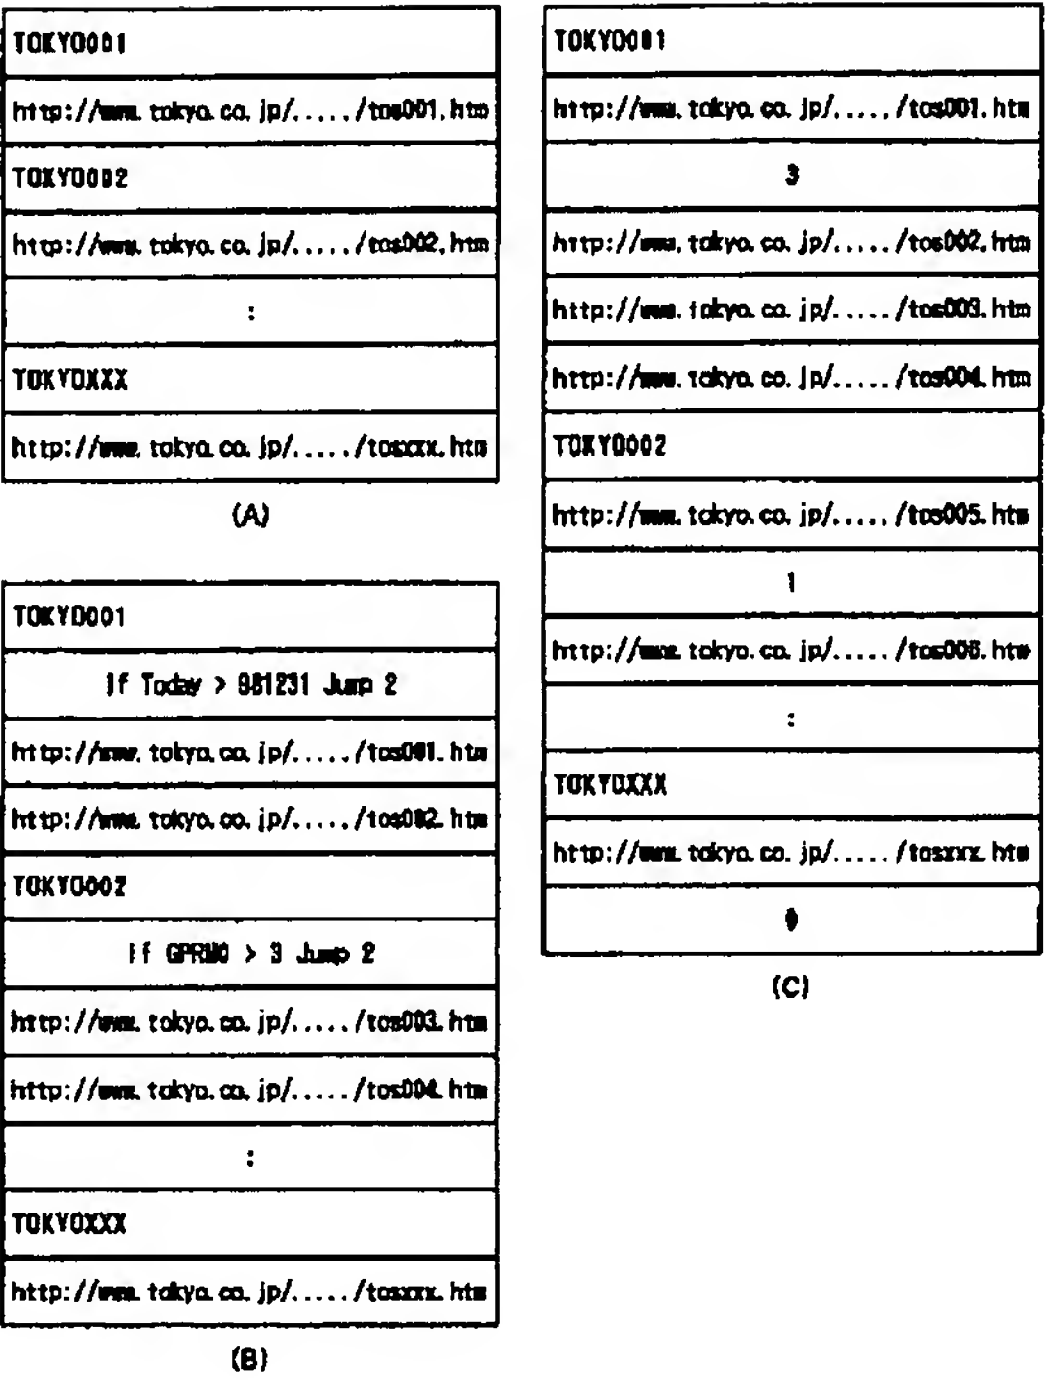 TOKYO001
http://www.tokyo.co.jp/...../tos001.htm
TOKYO002
http://www.tokyo.co.jp/...../tos002.htm
:
TOKYOXXX
http://www.tokyo.co.jp/...../tosxxx.htm
(A)
TOKYO001
If Today > 981231 Jump 2
http://www.tokyo.co.jp/...../tos001.htm
http://www.tokyo.co.jp/...../tos002.htm
TOKYO002
If GPRM0 > 3 Jump 2
http://www.tokyo.co.jp/...../tos003.htm
http://www.tokyo.co.jp/...../tos004.htm
:
TOKYOXXX
http://www.tokyo.co.jp/...../tosxxx.htm
(B)
TOKYO001
http://www.tokyo.co.jp/...../tos001.htm
3
http://www.tokyo.co.jp/...../tos002.htm
http://www.tokyo.co.jp/...../tos003.htm
http://www.tokyo.co.jp/...../tos004.htm
TOKYO002
http://www.tokyo.co.jp/...../tos005.htm
1
http://www.tokyo.co.jp/...../tos006.htm
:
TOKYOXXX
http://www.tokyo.co.jp/...../tosxxx.htm
0
(C)